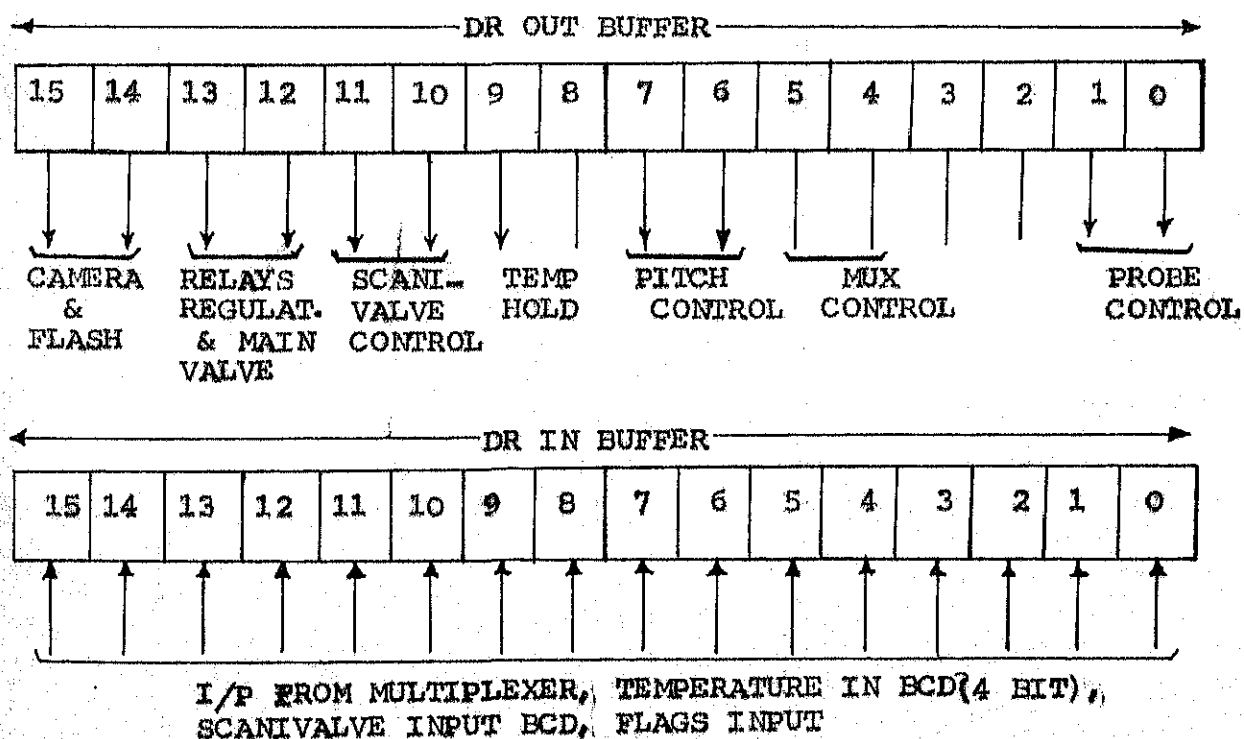 DR OUT BUFFER
15 14 13 12 11 10 9 8 7 6 5 4 3 2 1 0
CAMERA & FLASH
RELAYS REGULAT. & MAIN VALVE
SCANI- VALVE CONTROL
TEMP HOLD
PITCH CONTROL
MUX CONTROL
PROBE CONTROL
DR IN BUFFER
15 14 13 12 11 10 9 8 7 6 5 4 3 2 1 0
I/P FROM MULTIPLEXER, TEMPERATURE IN BCD(4 BIT),
SCANIVALVE INPUT BCD, FLAGS INPUT